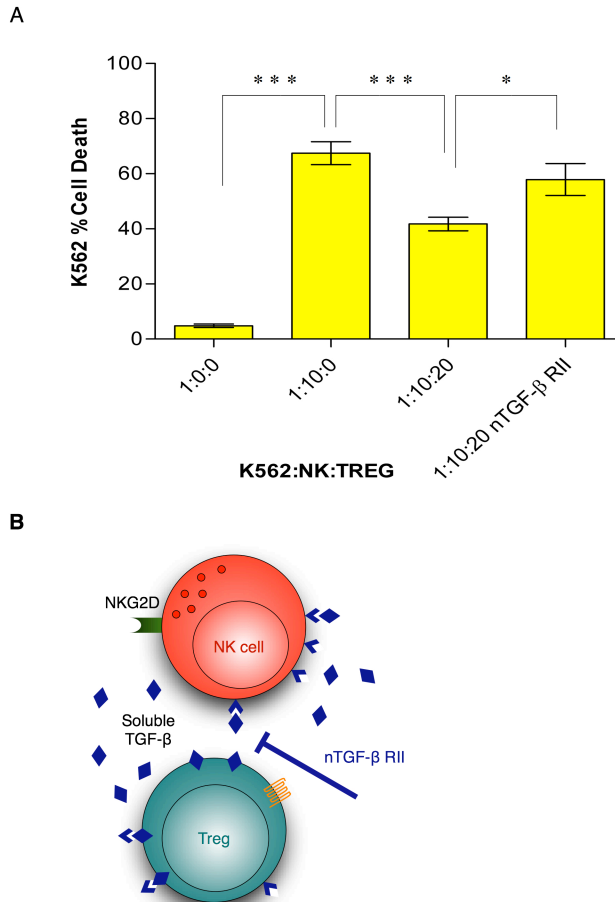 A
* * *
* * *
*
100
80
60
40
20
0
K562 % Cell Death
1:0:0
1:10:0
1:10:20
1:10:20 nTGF-β RII
K562:NK:TREG
B
NKG2D
NK cell
Soluble
TGF-β
nTGF-β RII
Treg